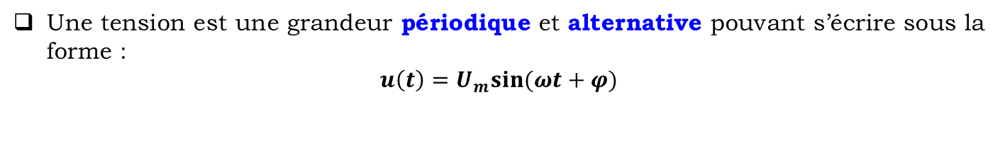 ❑ Une tension est une grandeur périodique et alternative pouvant s’écrire sous la
forme :
u(t) = Uₘsin(ωt + φ)